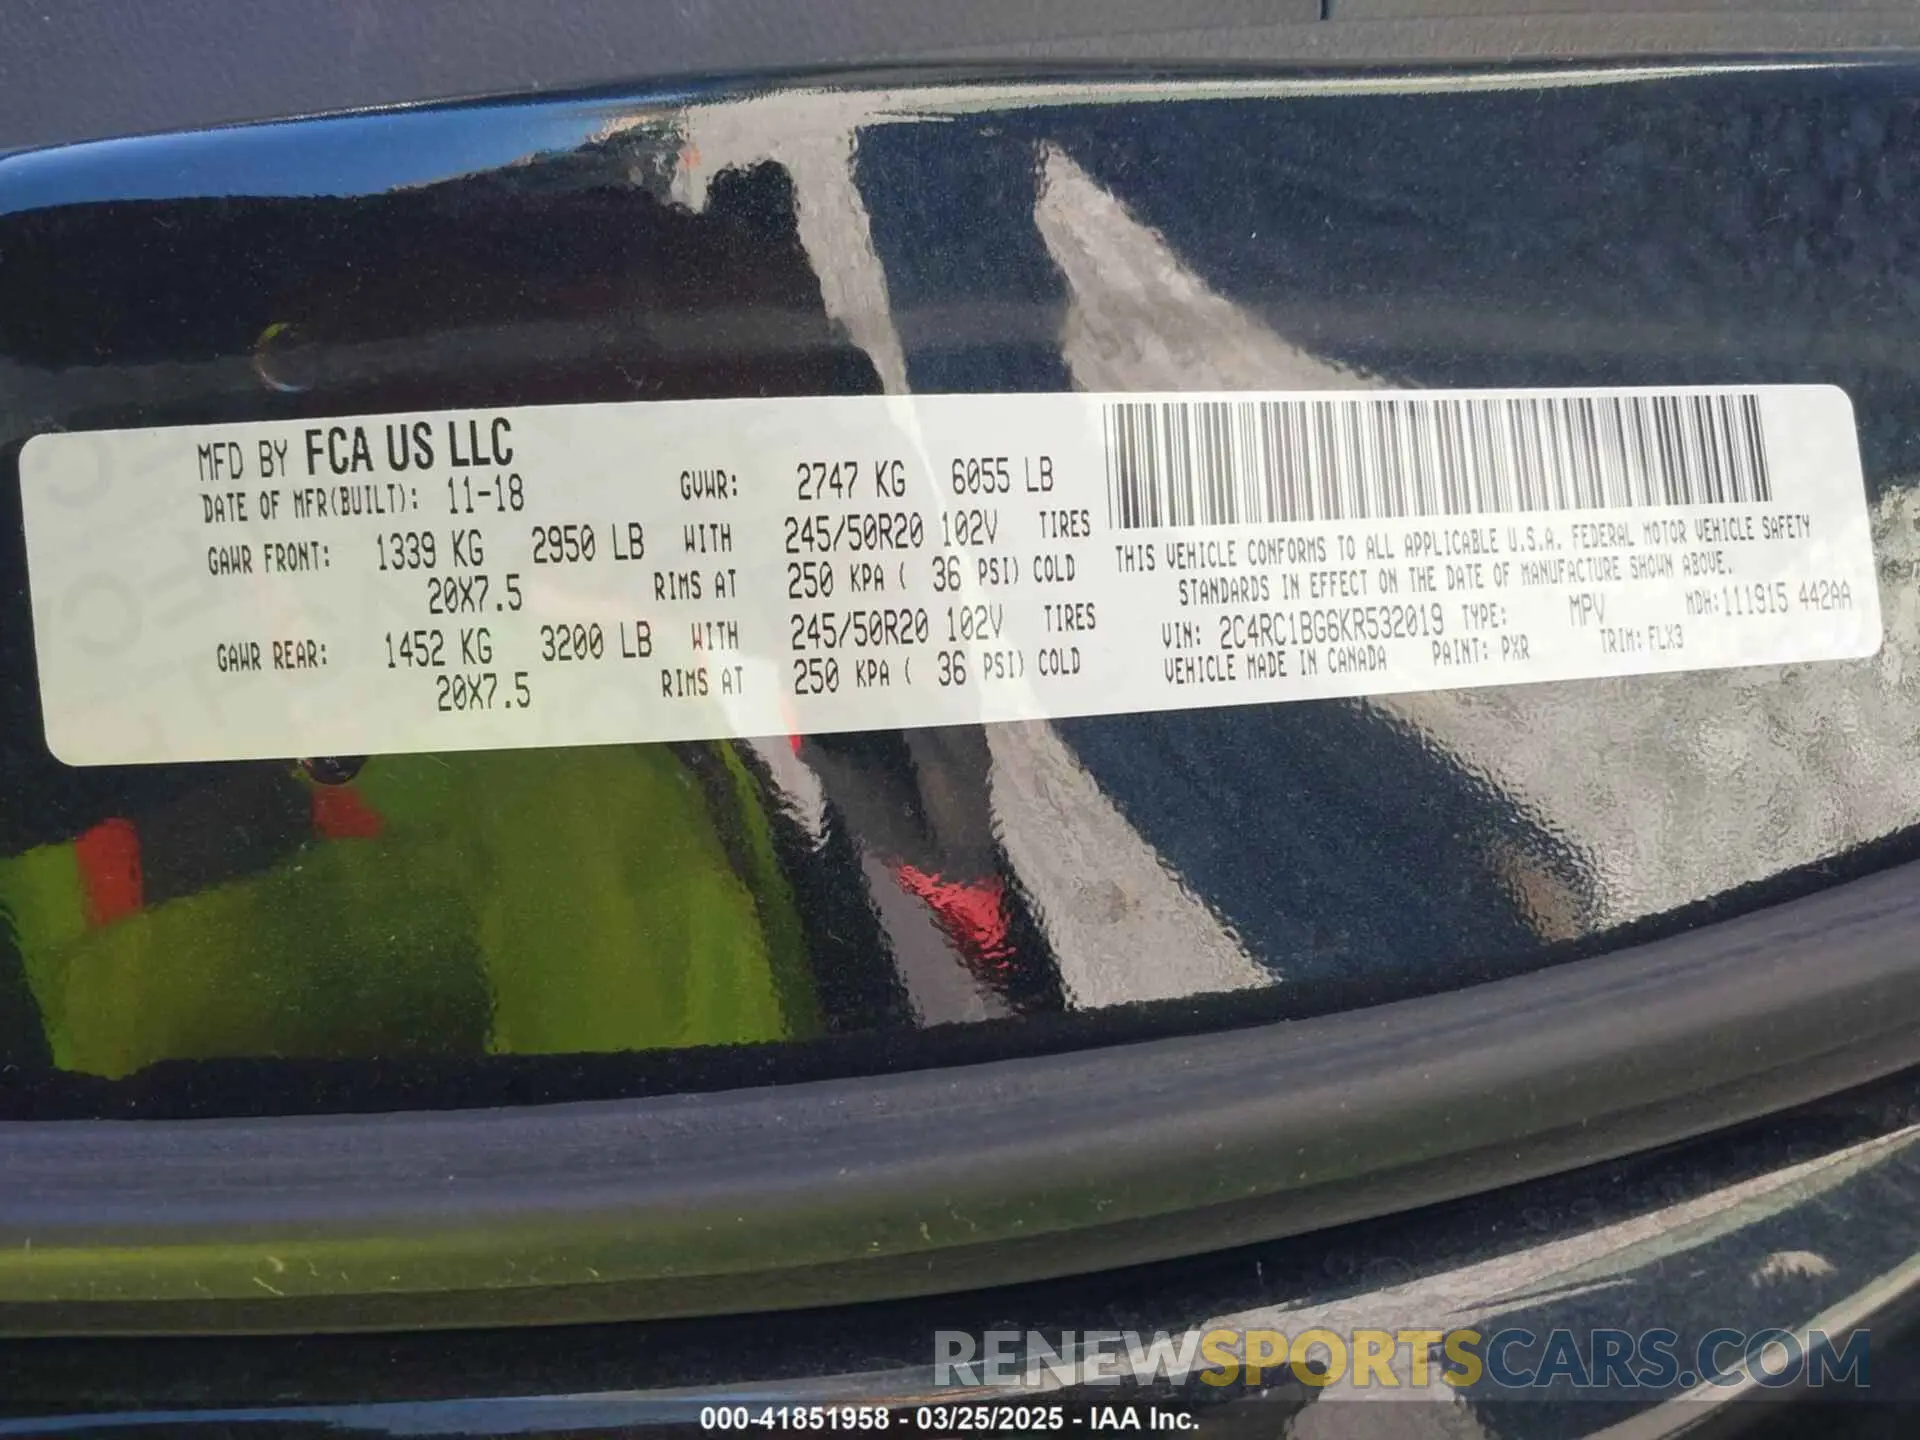 MFD BY FCA US LLC
DATE OF MFR(BUILT): 11-18 GVWR: 2747 KG 6055 LB
GAWR FRONT: 1339 KG 2950 LB WITH 245/50R20 102V TIRES
20X7.5 RIMS AT 250 KPA ( 36 PSI) COLD
GAWR REAR: 1452 KG 3200 LB WITH 245/50R20 102V TIRES
20X7.5 RIMS AT 250 KPA ( 36 PSI) COLD
THIS VEHICLE CONFORMS TO ALL APPLICABLE U.S.A. FEDERAL MOTOR VEHICLE SAFETY
STANDARDS IN EFFECT ON THE DATE OF MANUFACTURE SHOWN ABOVE.
VIN: 2C4RC1BG6KR532019 TYPE: MPV MDH:111915 442AA
VEHICLE MADE IN CANADA PAINT: PXR TRIM: FLX3
RENEWSPORTSCARS.COM
000-41851958 - 03/25/2025 - IAA Inc.